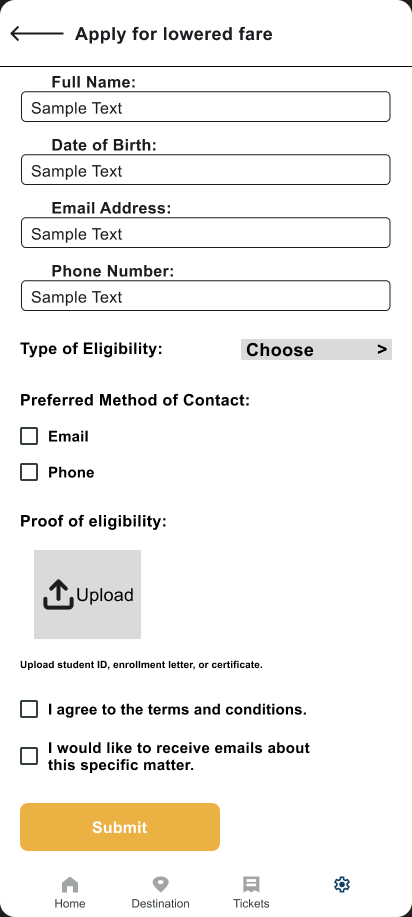 Apply for lowered fare
Full Name:
Sample Text
Date of Birth:
Sample Text
Email Address:
Sample Text
Phone Number:
Sample Text
Type of Eligibility: Choose >
Preferred Method of Contact:
Email
Phone
Proof of eligibility:
Upload
Upload student ID, enrollment letter, or certificate.
I agree to the terms and conditions.
I would like to receive emails about
this specific matter.
Submit
Home Destination Tickets